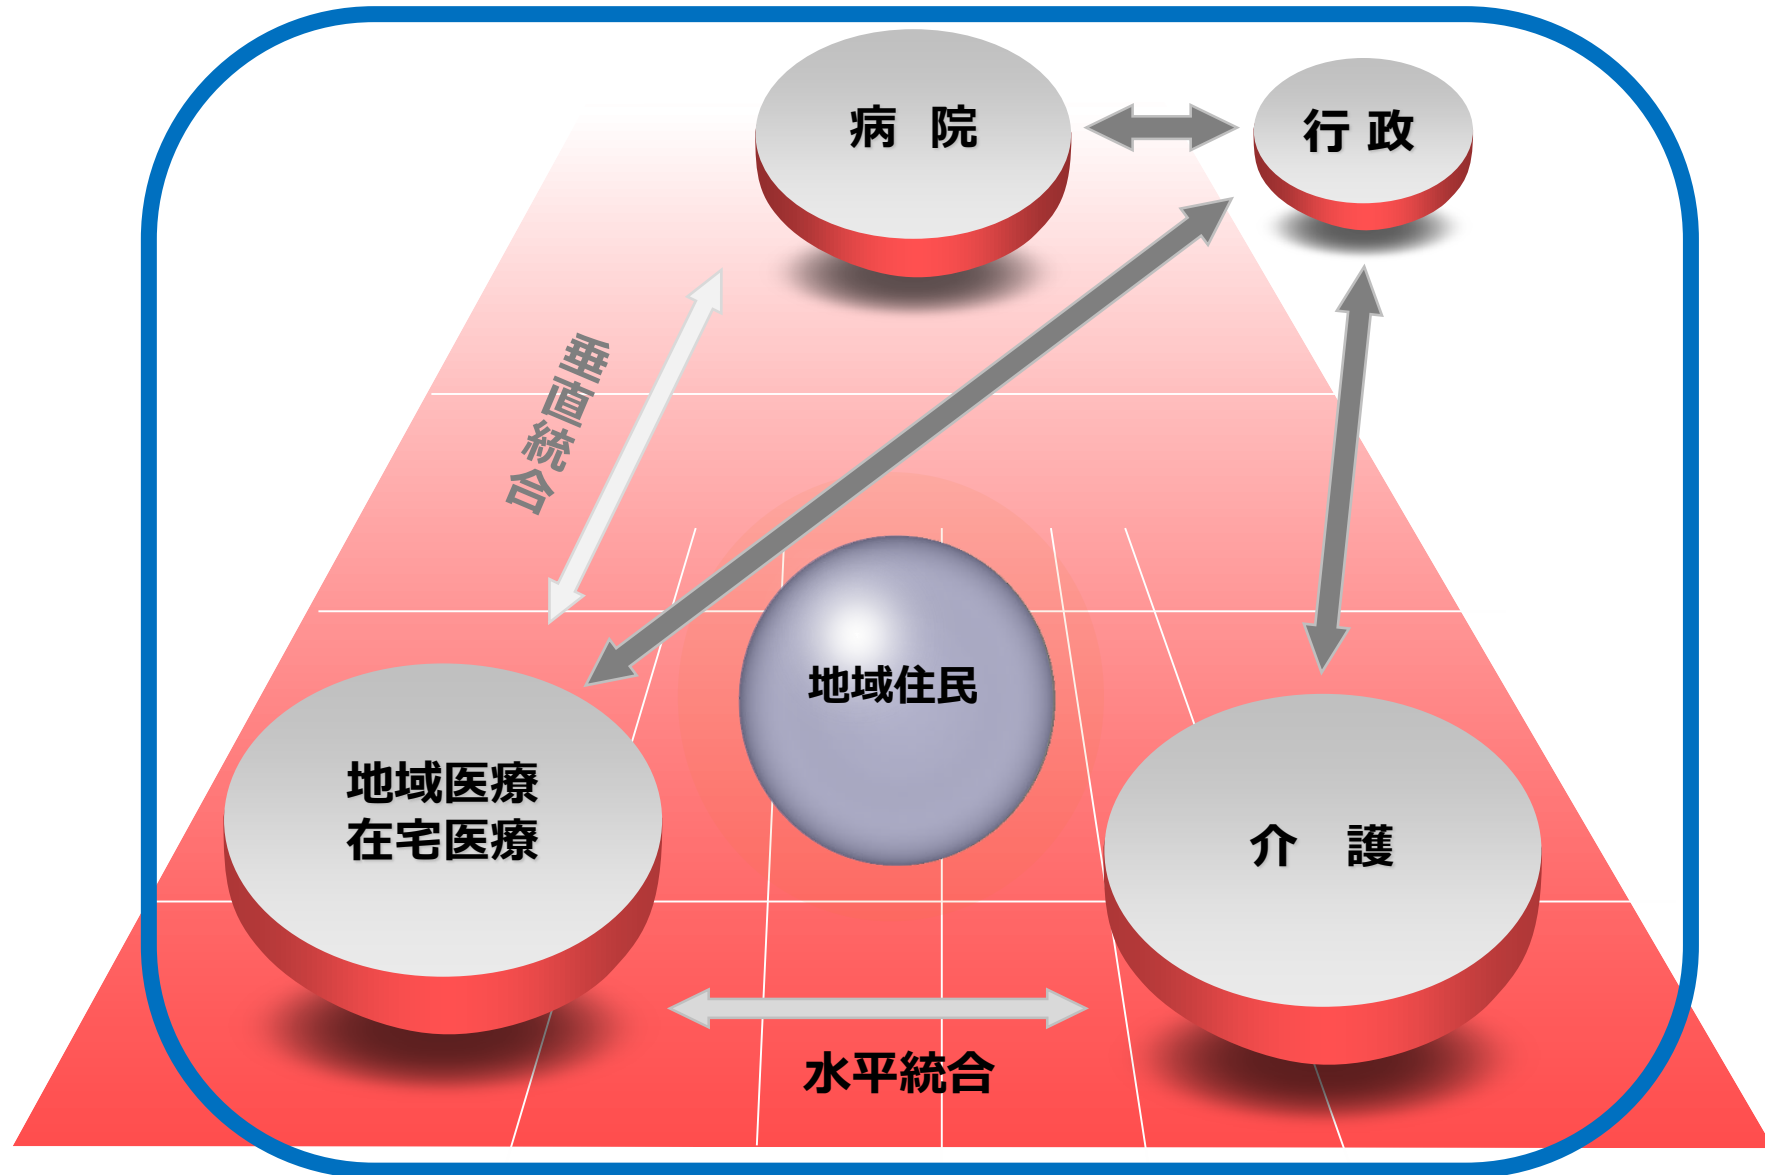 病 院
行 政
垂直統合
地域住民
地域医療
在宅医療
介 護
水平統合